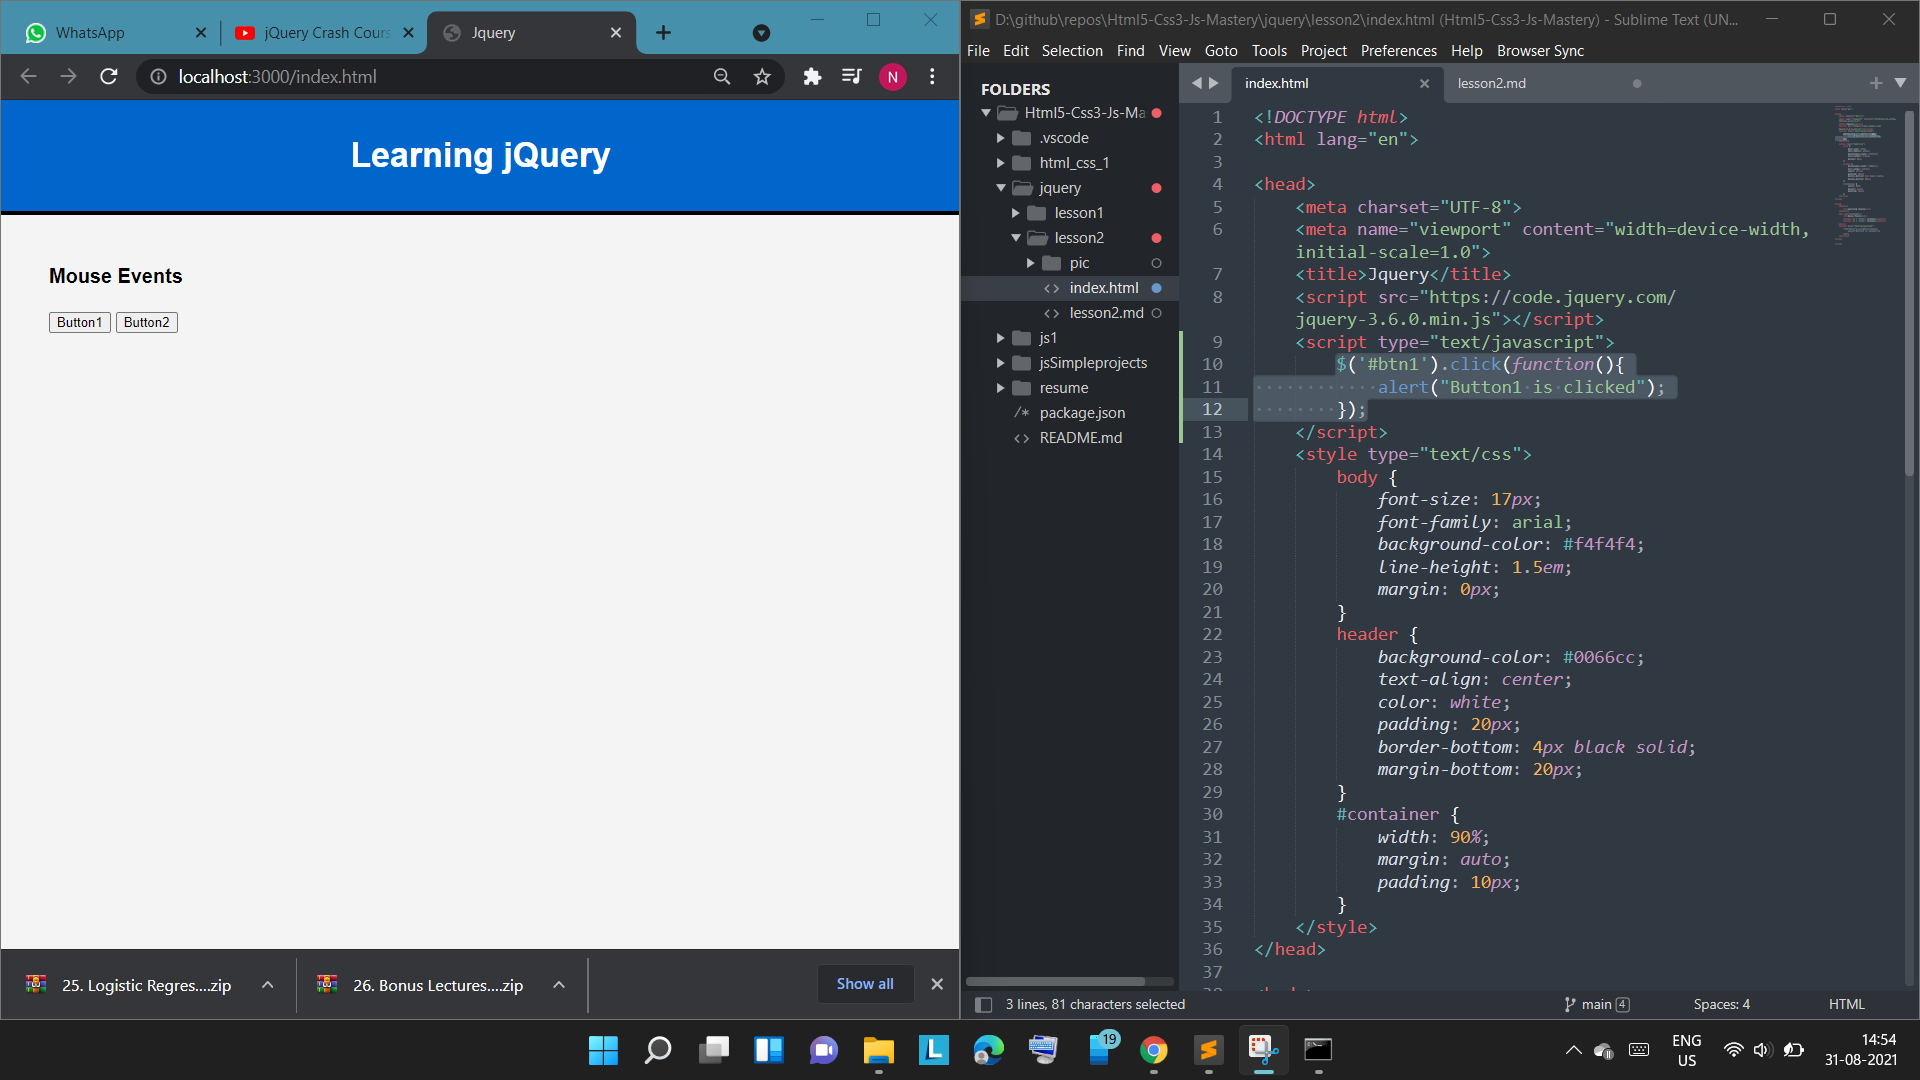 WhatsApp
jQuery Crash Cours
Jquery
localhost:3000/index.html
N
Learning jQuery
Mouse Events
Button1 Button2
25. Logistic Regres....zip
26. Bonus Lectures....zip
Show all
D:\github\repos\Html5-Css3-Js-Mastery\jquery\lesson2\index.html (Html5-Css3-Js-Mastery) - Sublime Text (UN...
File Edit Selection Find View Goto Tools Project Preferences Help Browser Sync
FOLDERS
Html5-Css3-Js-Ma
.vscode
html_css_1
jquery
lesson1
lesson2
pic
<> index.html
<> lesson2.md
js1
jsSimpleprojects
resume
/* package.json
<> README.md
index.html
lesson2.md
1 <!DOCTYPE html>
2 <html lang="en">
3
4 <head>
5 <meta charset="UTF-8">
6 <meta name="viewport" content="width=device-width,
initial-scale=1.0">
7 <title>Jquery</title>
8 <script src="https://code.jquery.com/
jquery-3.6.0.min.js"></script>
9 <script type="text/javascript">
10 $('#btn1').click(function(){
11 alert("Button1 is clicked");
12 });
13 </script>
14 <style type="text/css">
15 body {
16 font-size: 17px;
17 font-family: arial;
18 background-color: #f4f4f4;
19 line-height: 1.5em;
20 margin: 0px;
21 }
22 header {
23 background-color: #0066cc;
24 text-align: center;
25 color: white;
26 padding: 20px;
27 border-bottom: 4px black solid;
28 margin-bottom: 20px;
29 }
30 #container {
31 width: 90%;
32 margin: auto;
33 padding: 10px;
34 }
35 </style>
36 </head>
37
3 lines, 81 characters selected
main 4
Spaces: 4
HTML
L
19
ENG
US
14:54
31-08-2021